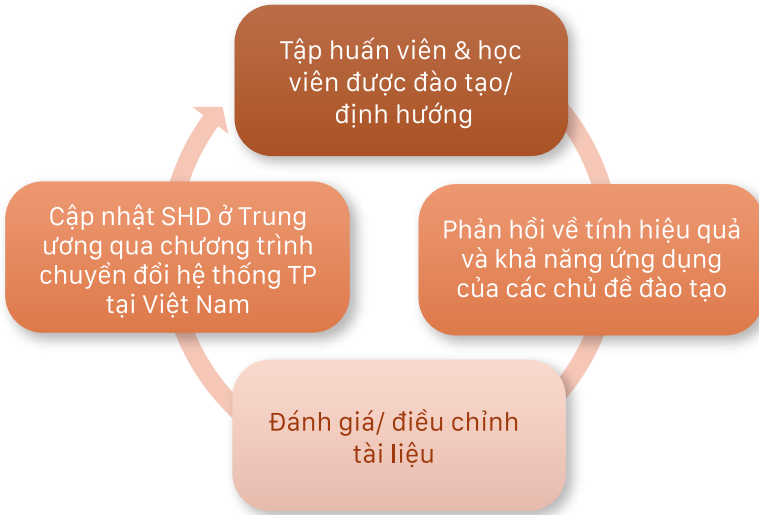 Tập huấn viên & học
viên được đào tạo/
định hướng
Phản hồi về tính hiệu quả
và khả năng ứng dụng
của các chủ đề đào tạo
Đánh giá/ điều chỉnh
tài liệu
Cập nhật SHD ở Trung
ương qua chương trình
chuyển đổi hệ thống TP
tại Việt Nam